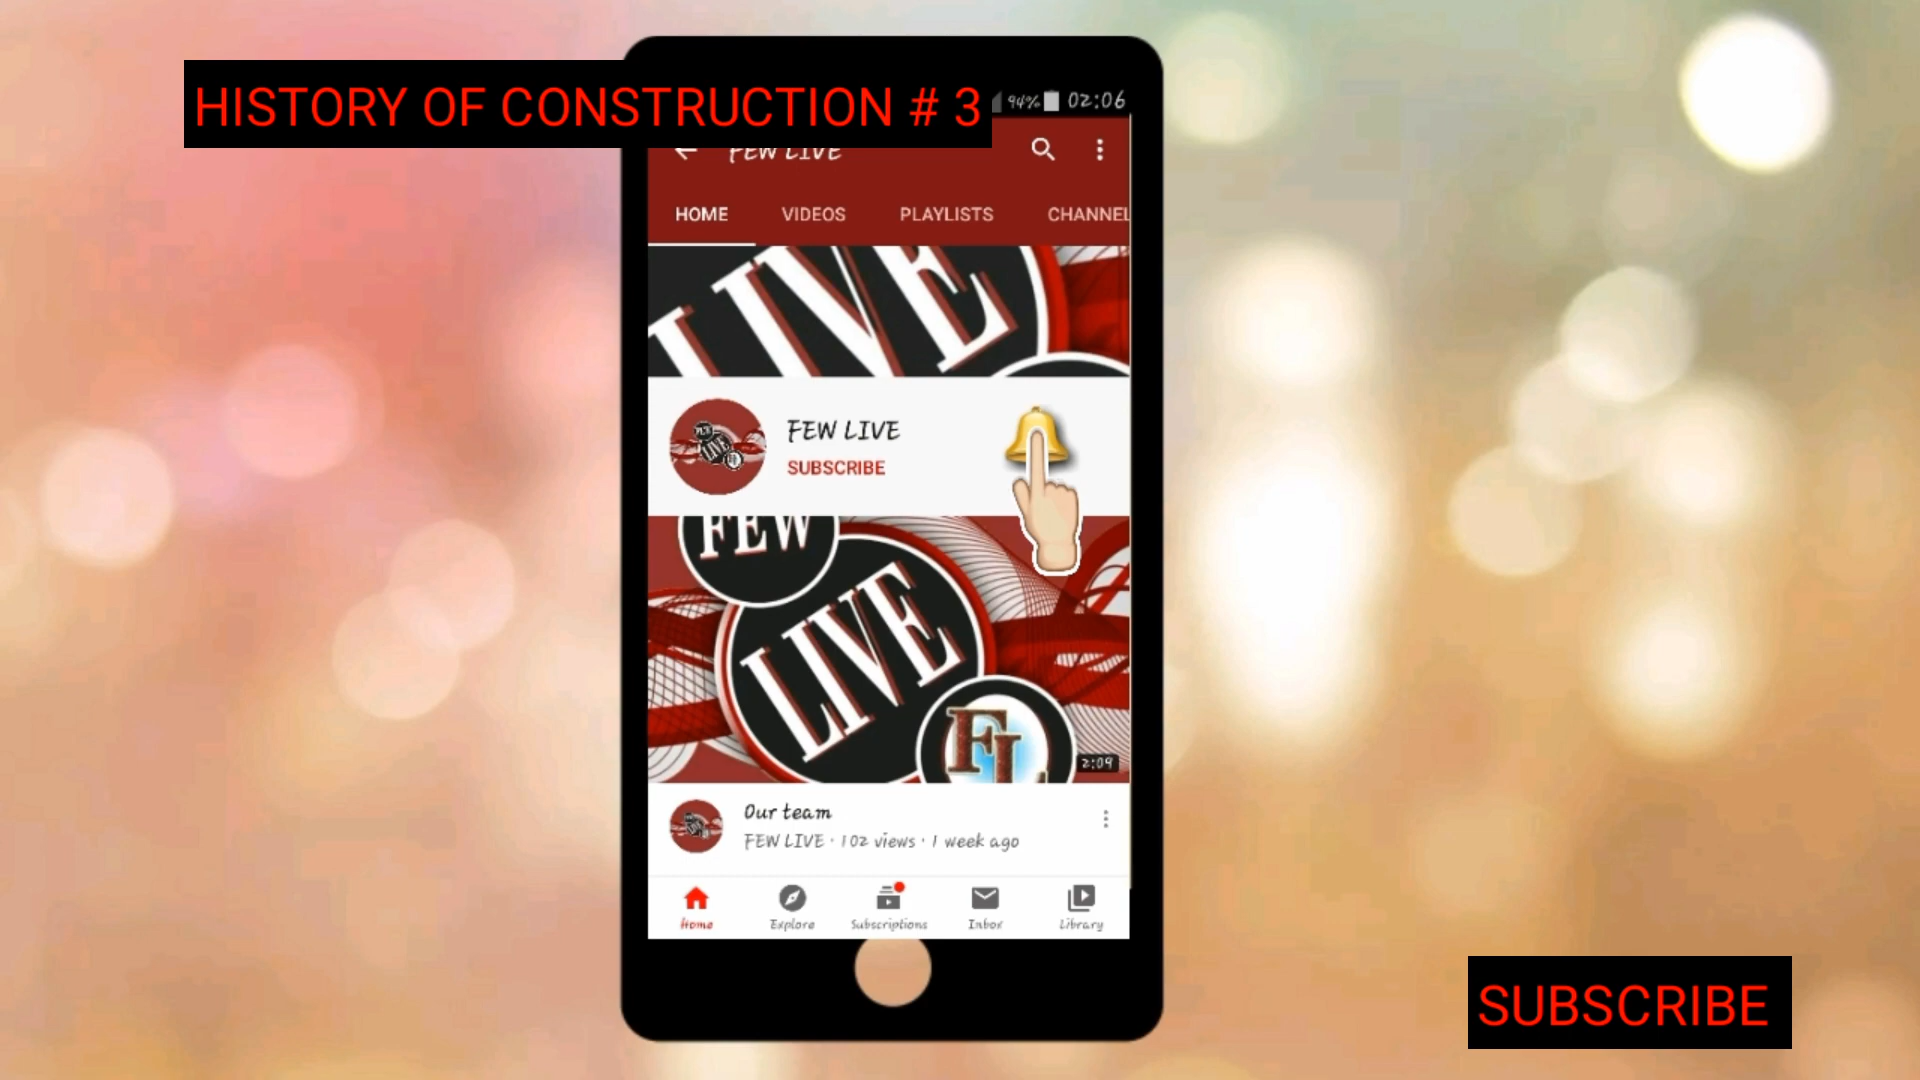 HISTORY OF CONSTRUCTION # 3
94% 02:06
FEW LIVE
HOME VIDEOS PLAYLISTS CHANNEL
LIVE
FEW LIVE
SUBSCRIBE
FEW
LIVE
FL
2:09
Our team
FEW LIVE · 102 views · 1 week ago
Home Explore Subscriptions Inbox Library
SUBSCRIBE